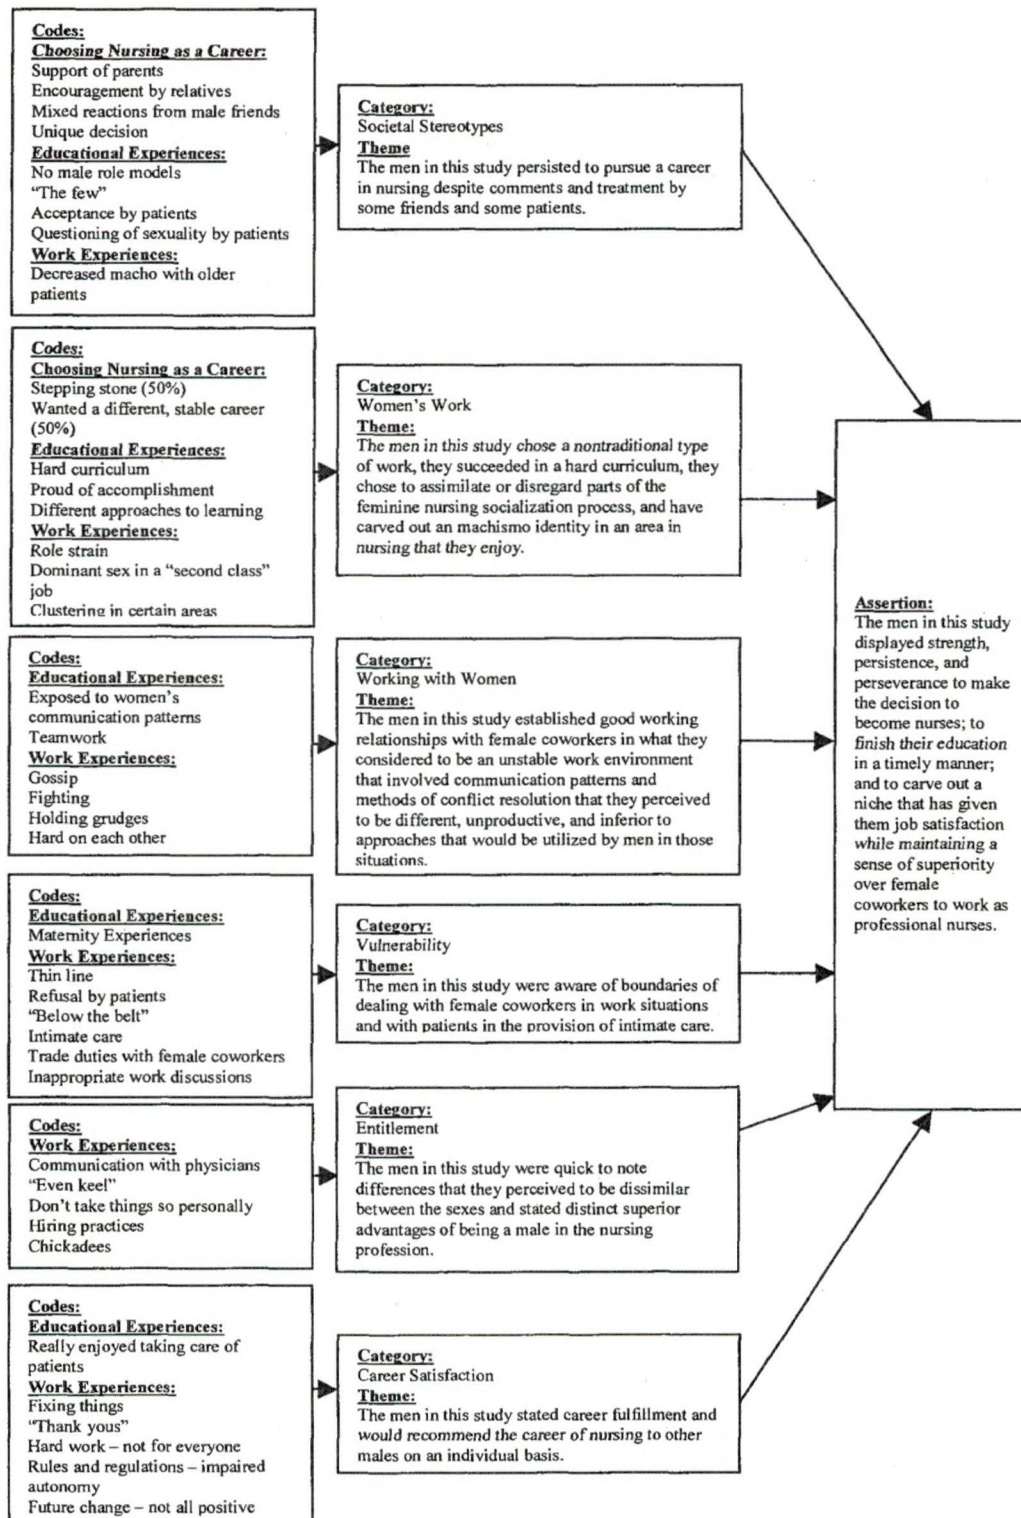 Codes:
Choosing Nursing as a Career:
Support of parents
Encouragement by relatives
Mixed reactions from male friends
Unique decision
Educational Experiences:
No male role models
“The few”
Acceptance by patients
Questioning of sexuality by patients
Work Experiences:
Decreased macho with older
patients
Category:
Societal Stereotypes
Theme
The men in this study persisted to pursue a career
in nursing despite comments and treatment by
some friends and some patients.
Codes:
Choosing Nursing as a Career:
Stepping stone (50%)
Wanted a different, stable career
(50%)
Educational Experiences:
Hard curriculum
Proud of accomplishment
Different approaches to learning
Work Experiences:
Role strain
Dominant sex in a “second class”
job
Clustering in certain areas
Category:
Women’s Work
Theme:
The men in this study chose a nontraditional type
of work, they succeeded in a hard curriculum, they
chose to assimilate or disregard parts of the
feminine nursing socialization process, and have
carved out an machismo identity in an area in
nursing that they enjoy.
Codes:
Educational Experiences:
Exposed to women’s
communication patterns
Teamwork
Work Experiences:
Gossip
Fighting
Holding grudges
Hard on each other
Category:
Working with Women
Theme:
The men in this study established good working
relationships with female coworkers in what they
considered to be an unstable work environment
that involved communication patterns and
methods of conflict resolution that they perceived
to be different, unproductive, and inferior to
approaches that would be utilized by men in those
situations.
Codes:
Educational Experiences:
Maternity Experiences
Work Experiences:
Thin line
Refusal by patients
“Below the belt”
Intimate care
Trade duties with female coworkers
Inappropriate work discussions
Category:
Vulnerability
Theme:
The men in this study were aware of boundaries of
dealing with female coworkers in work situations
and with patients in the provision of intimate care.
Codes:
Work Experiences:
Communication with physicians
“Even keel”
Don’t take things so personally
Hiring practices
Chickadees
Category:
Entitlement
Theme:
The men in this study were quick to note
differences that they perceived to be dissimilar
between the sexes and stated distinct superior
advantages of being a male in the nursing
profession.
Codes:
Educational Experiences:
Really enjoyed taking care of
patients
Work Experiences:
Fixing things
“Thank yous”
Hard work – not for everyone
Rules and regulations – impaired
autonomy
Future change – not all positive
Category:
Career Satisfaction
Theme:
The men in this study stated career fulfillment and
would recommend the career of nursing to other
males on an individual basis.
Assertion:
The men in this study
displayed strength,
persistence, and
perseverance to make
the decision to
become nurses; to
finish their education
in a timely manner;
and to carve out a
niche that has given
them job satisfaction
while maintaining a
sense of superiority
over female
coworkers to work as
professional nurses.